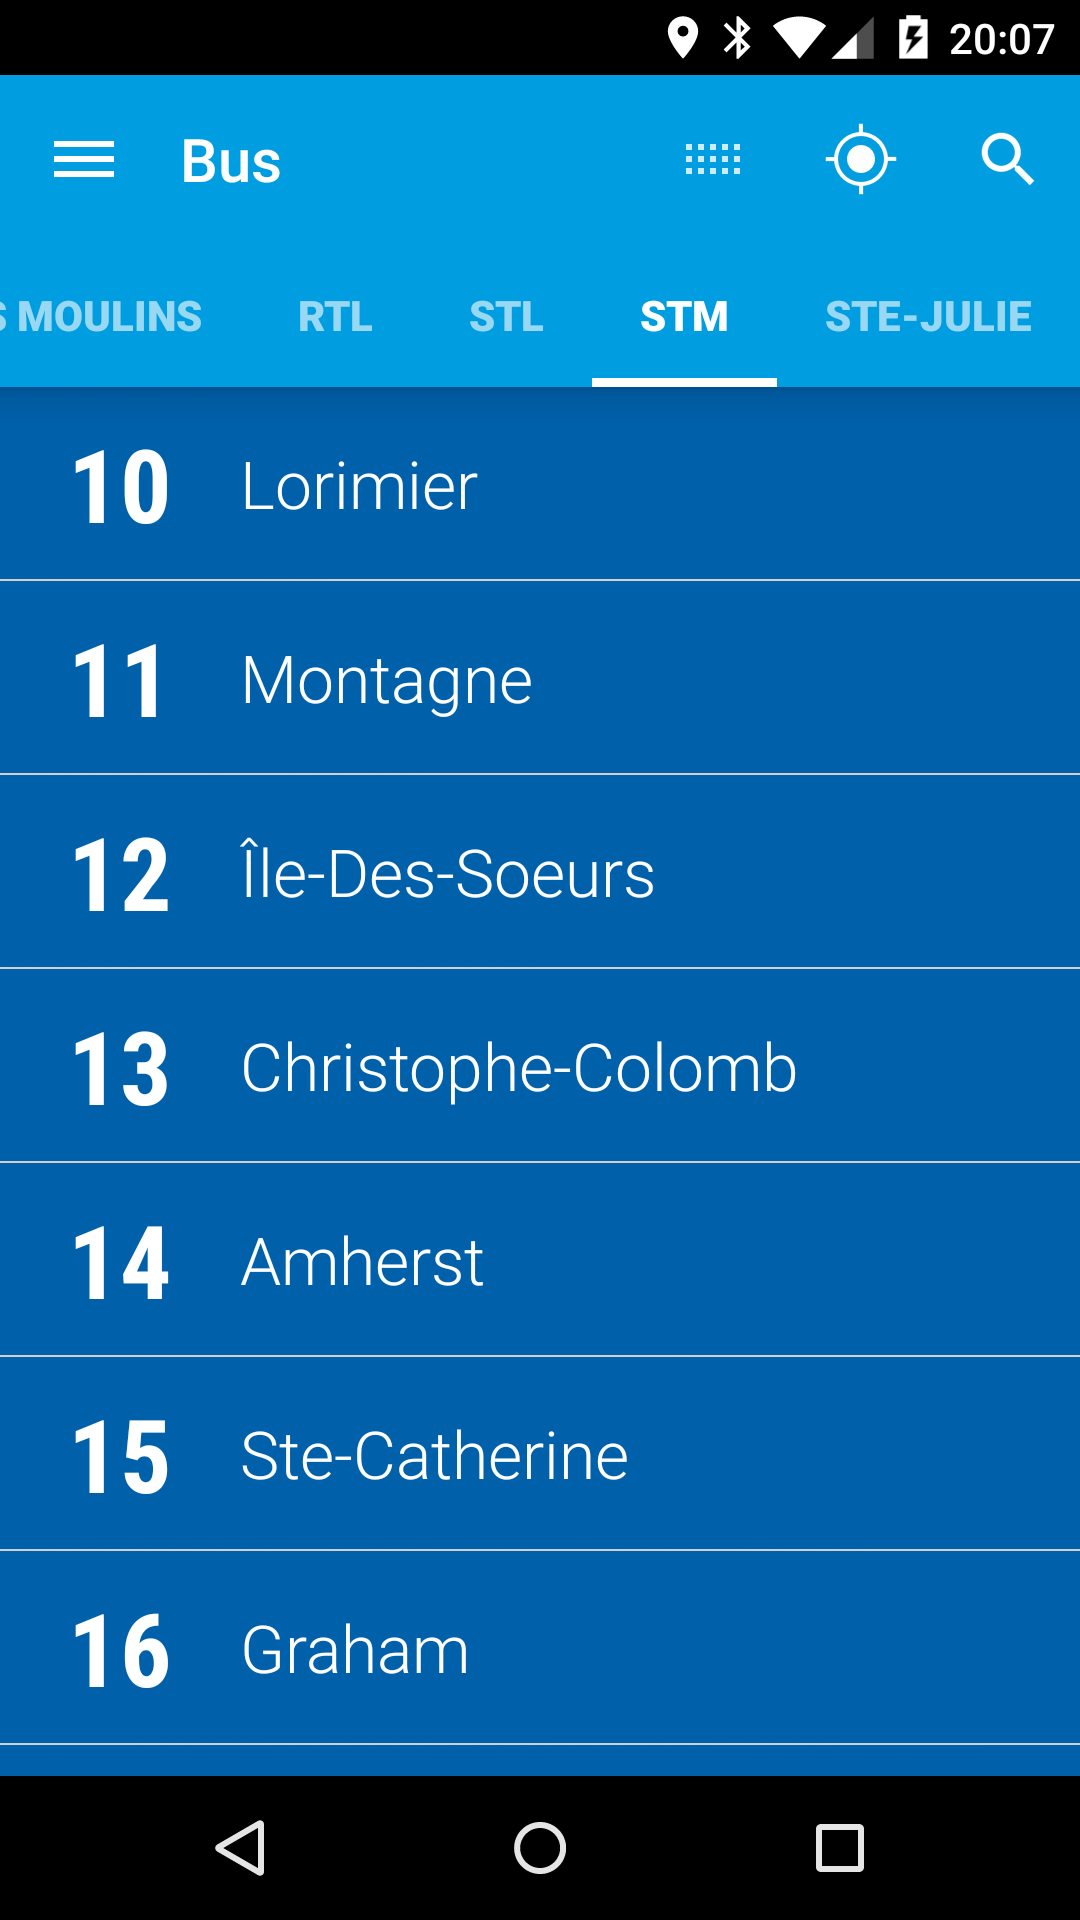 20:07
Bus
S MOULINS RTL STL STM STE-JULIE
10 Lorimier
11 Montagne
12 Île-Des-Soeurs
13 Christophe-Colomb
14 Amherst
15 Ste-Catherine
16 Graham